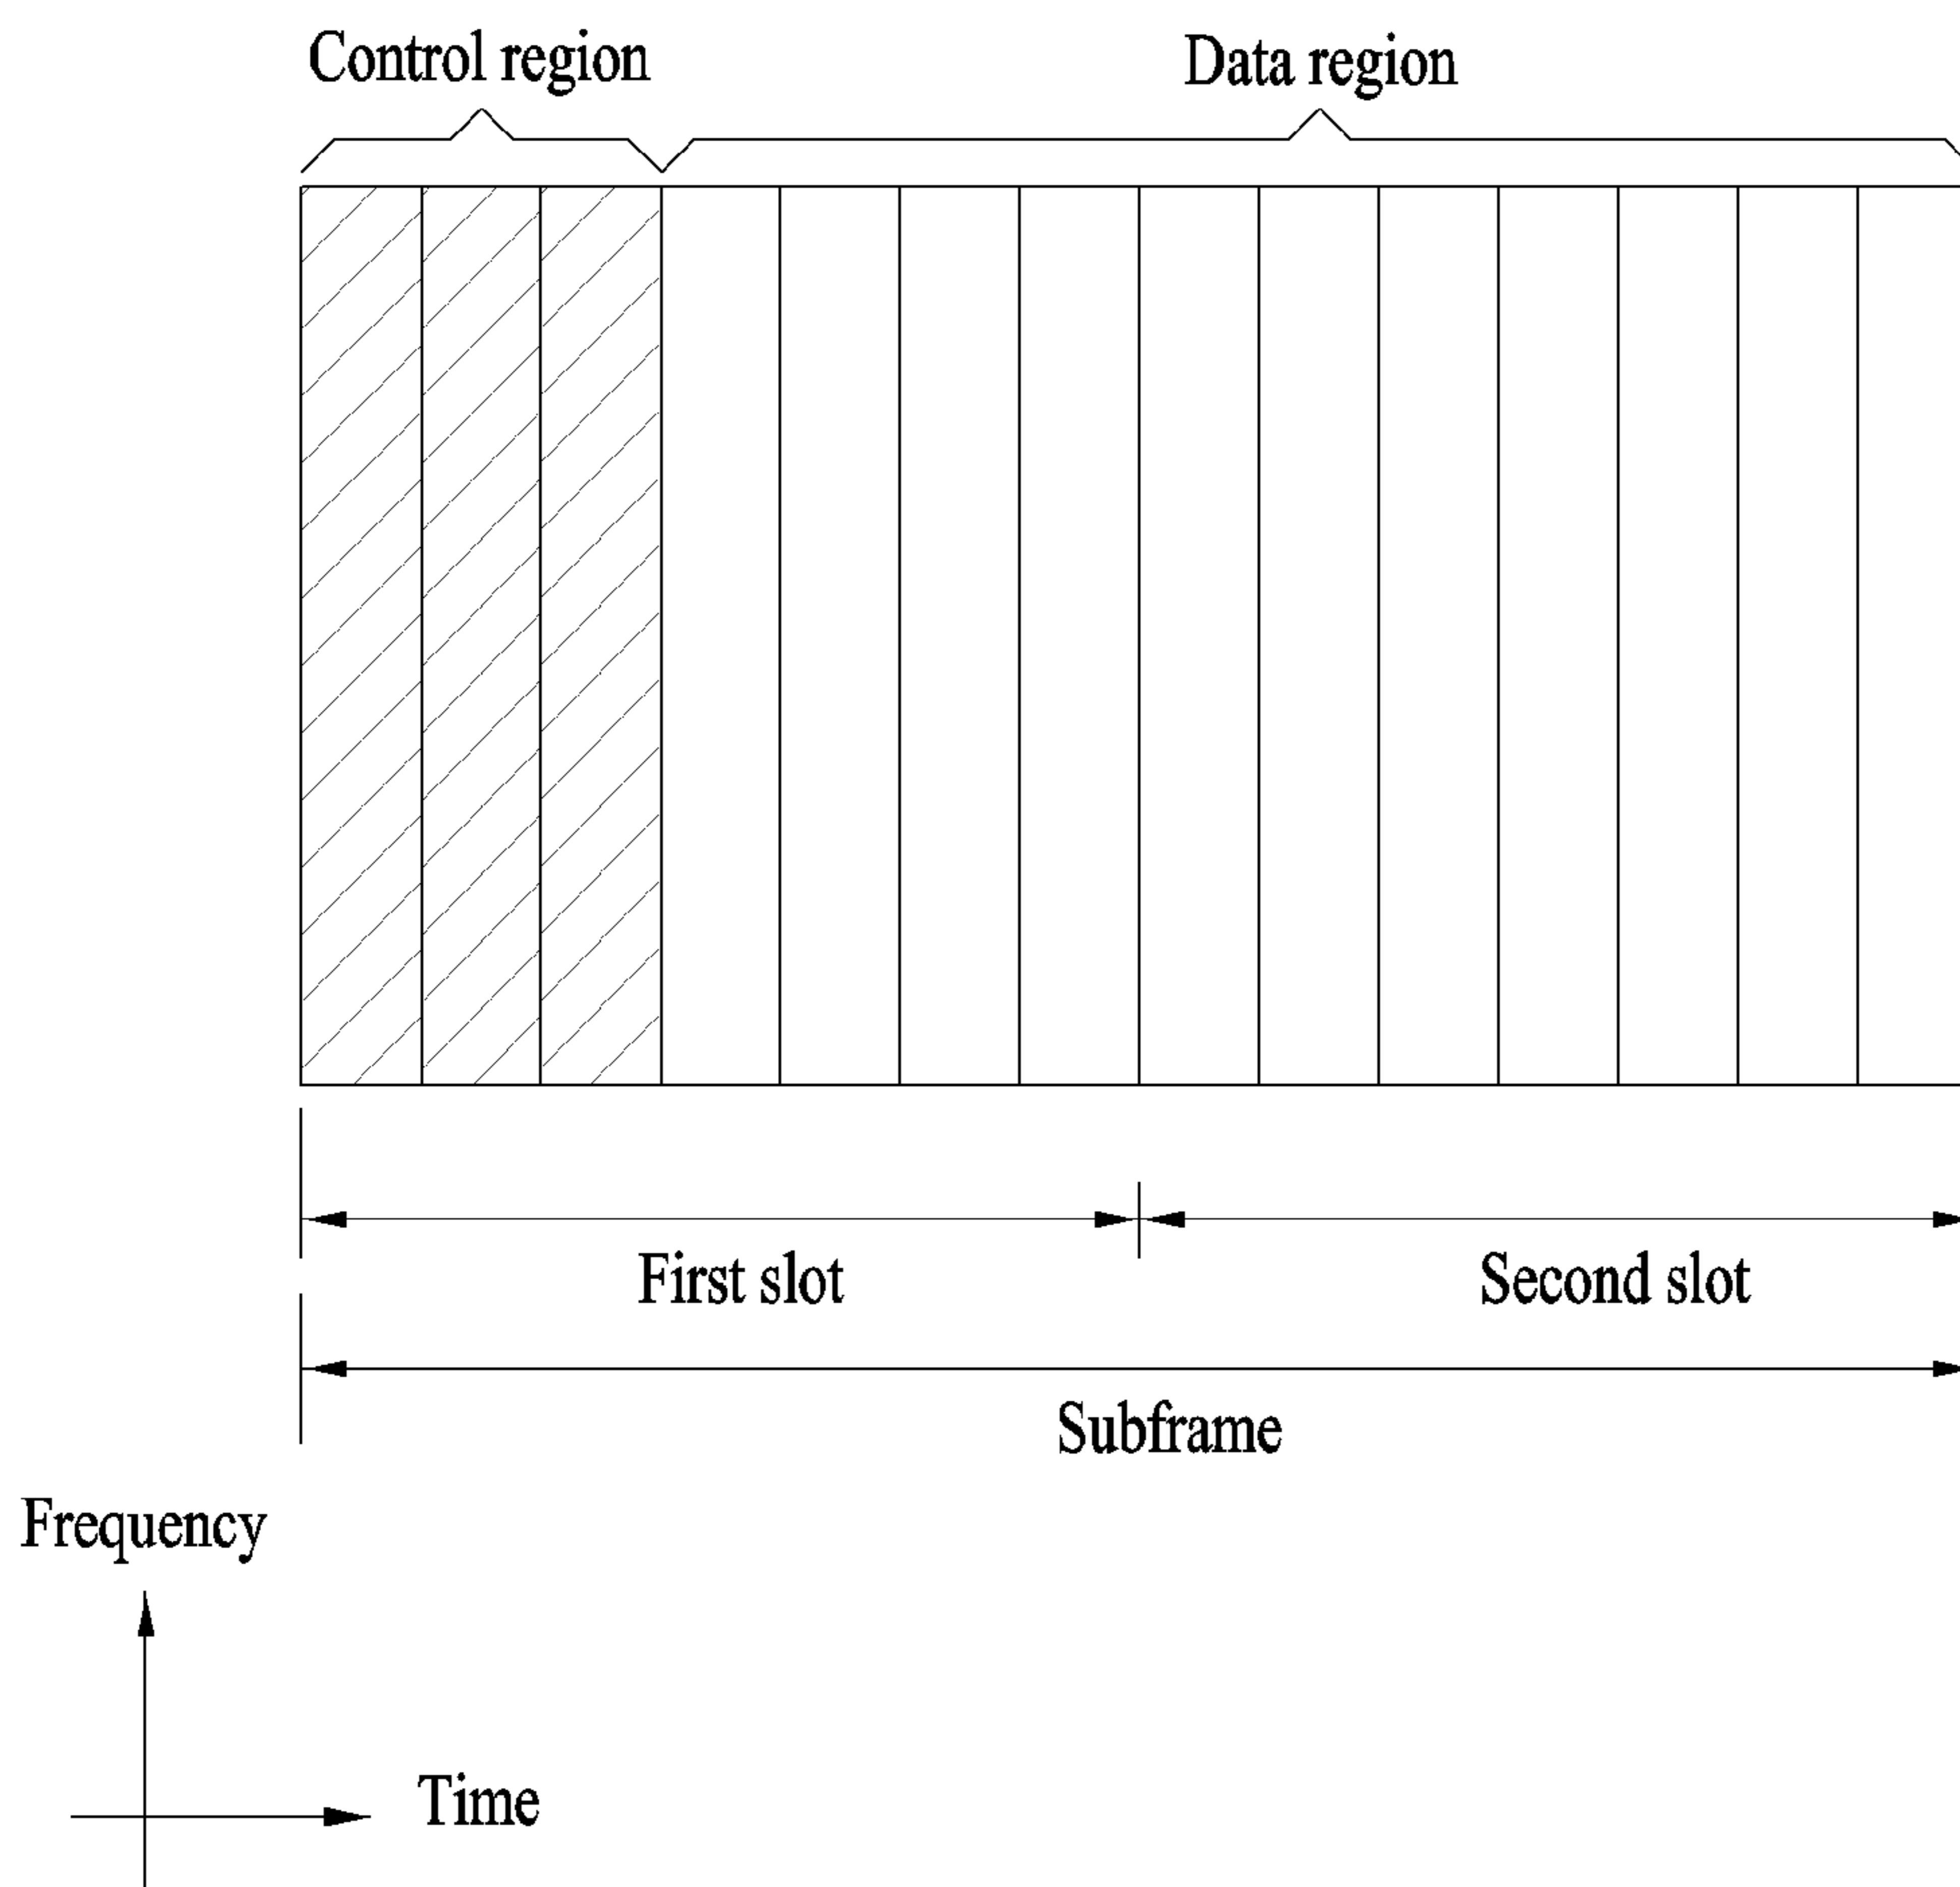 Control region
Data region
First slot
Second slot
Subframe
Frequency
Time